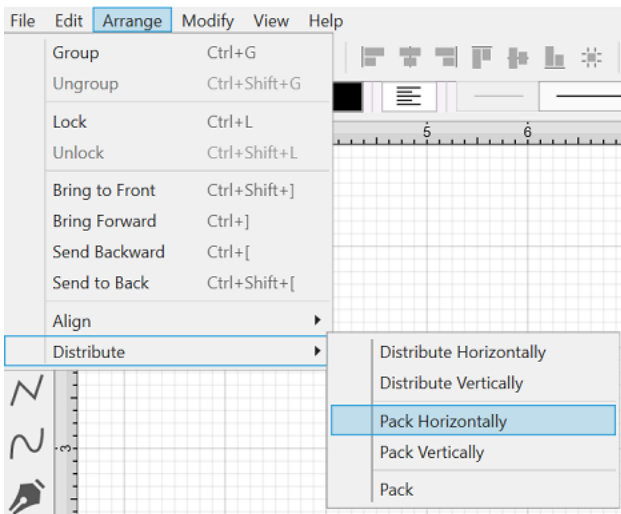 File Edit Arrange Modify View Help
Group Ctrl+G
Ungroup Ctrl+Shift+G
Lock Ctrl+L
Unlock Ctrl+Shift+L
Bring to Front Ctrl+Shift+]
Bring Forward Ctrl+]
Send Backward Ctrl+[
Send to Back Ctrl+Shift+[
Align
Distribute
5 6
Distribute Horizontally
Distribute Vertically
Pack Horizontally
Pack Vertically
Pack
3